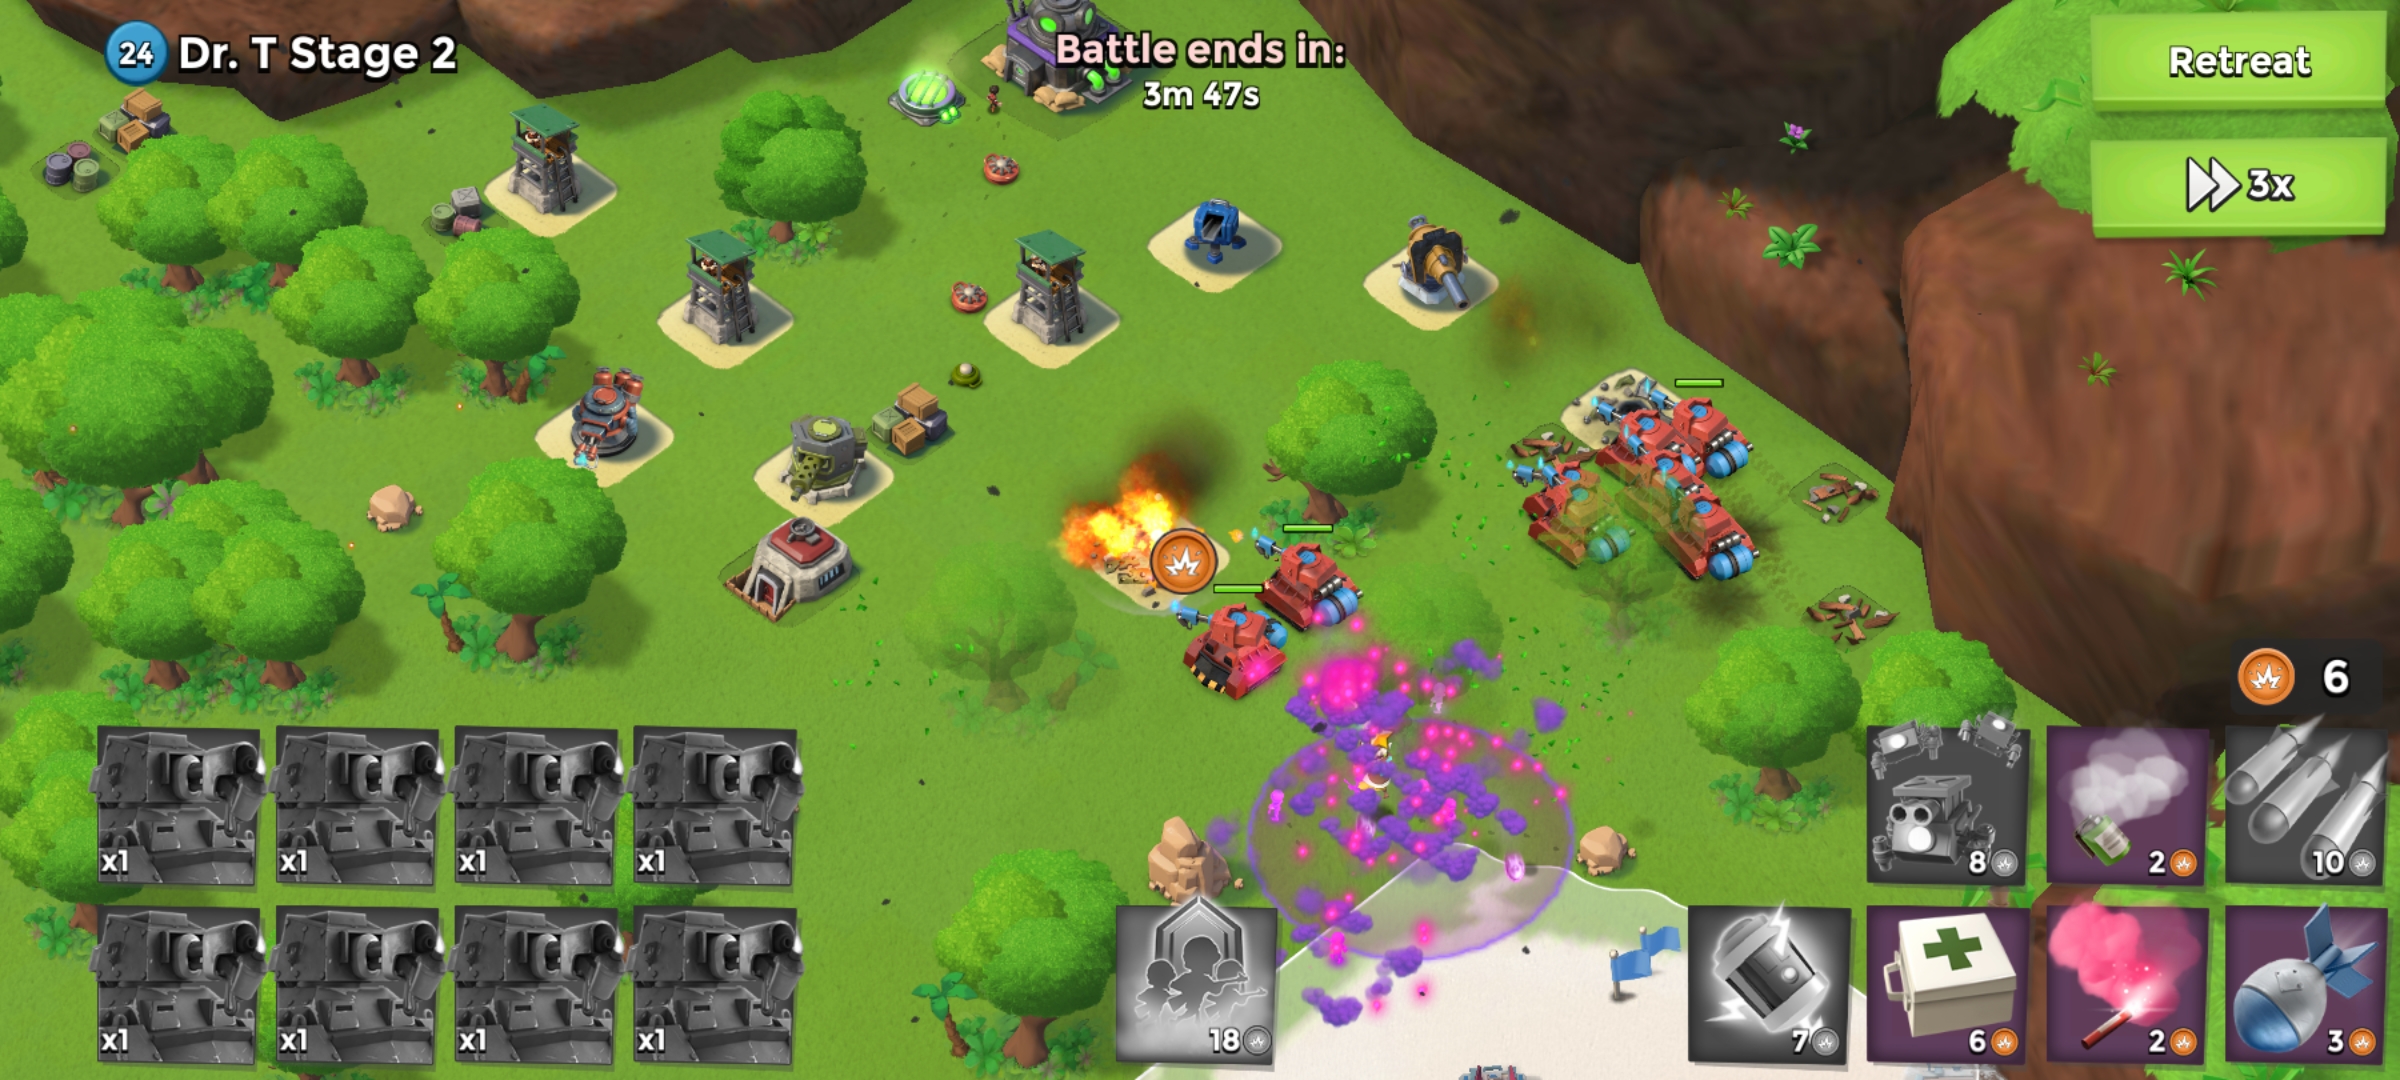 24 Dr. T Stage 2
Battle ends in:
3m 47s
Retreat
3x
6
x1 x1 x1 x1
8 2 10
x1 x1 x1 x1
18 7 6 2 3